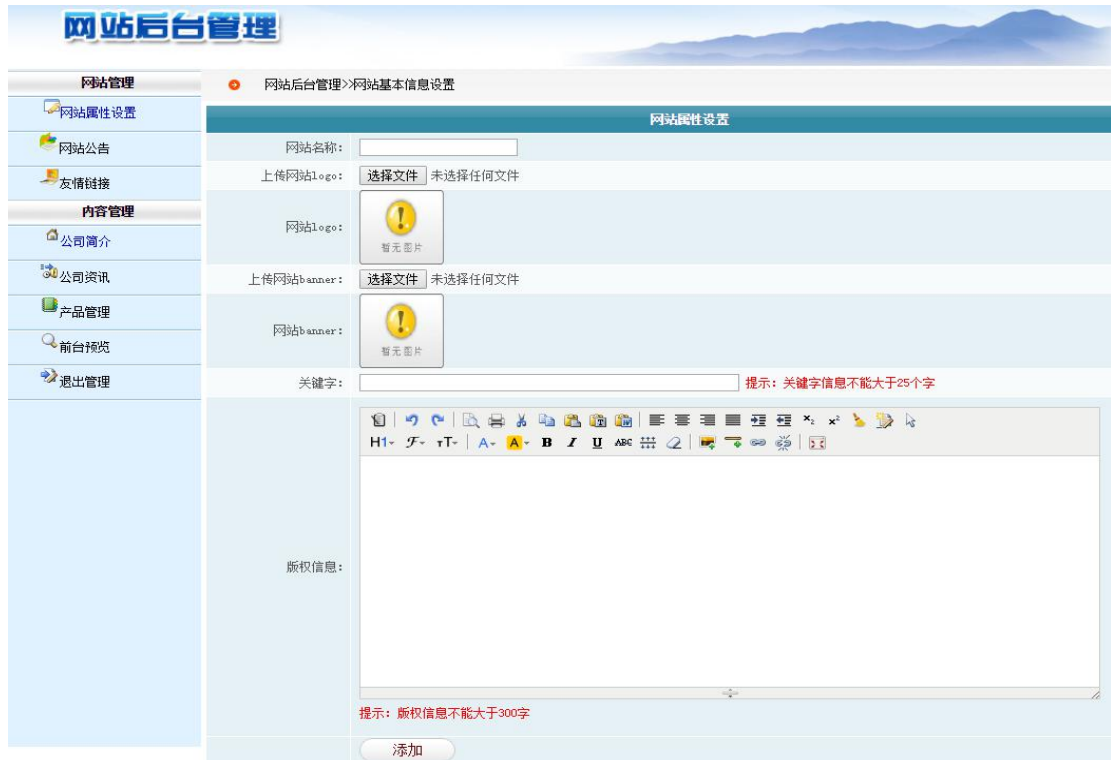 网站后台管理
网站管理
网站属性设置
网站公告
友情链接
内容管理
公司简介
公司资讯
产品管理
前台预览
退出管理
网站后台管理>>网站基本信息设置
网站属性设置
网站名称:
上传网站logo: 选择文件 未选择任何文件
网站logo: 暂无图片
上传网站banner: 选择文件 未选择任何文件
网站banner: 暂无图片
关键字: 提示: 关键字信息不能大于25个字
H1 F TT A A B I U ABC
版权信息:
提示: 版权信息不能大于300字
添加